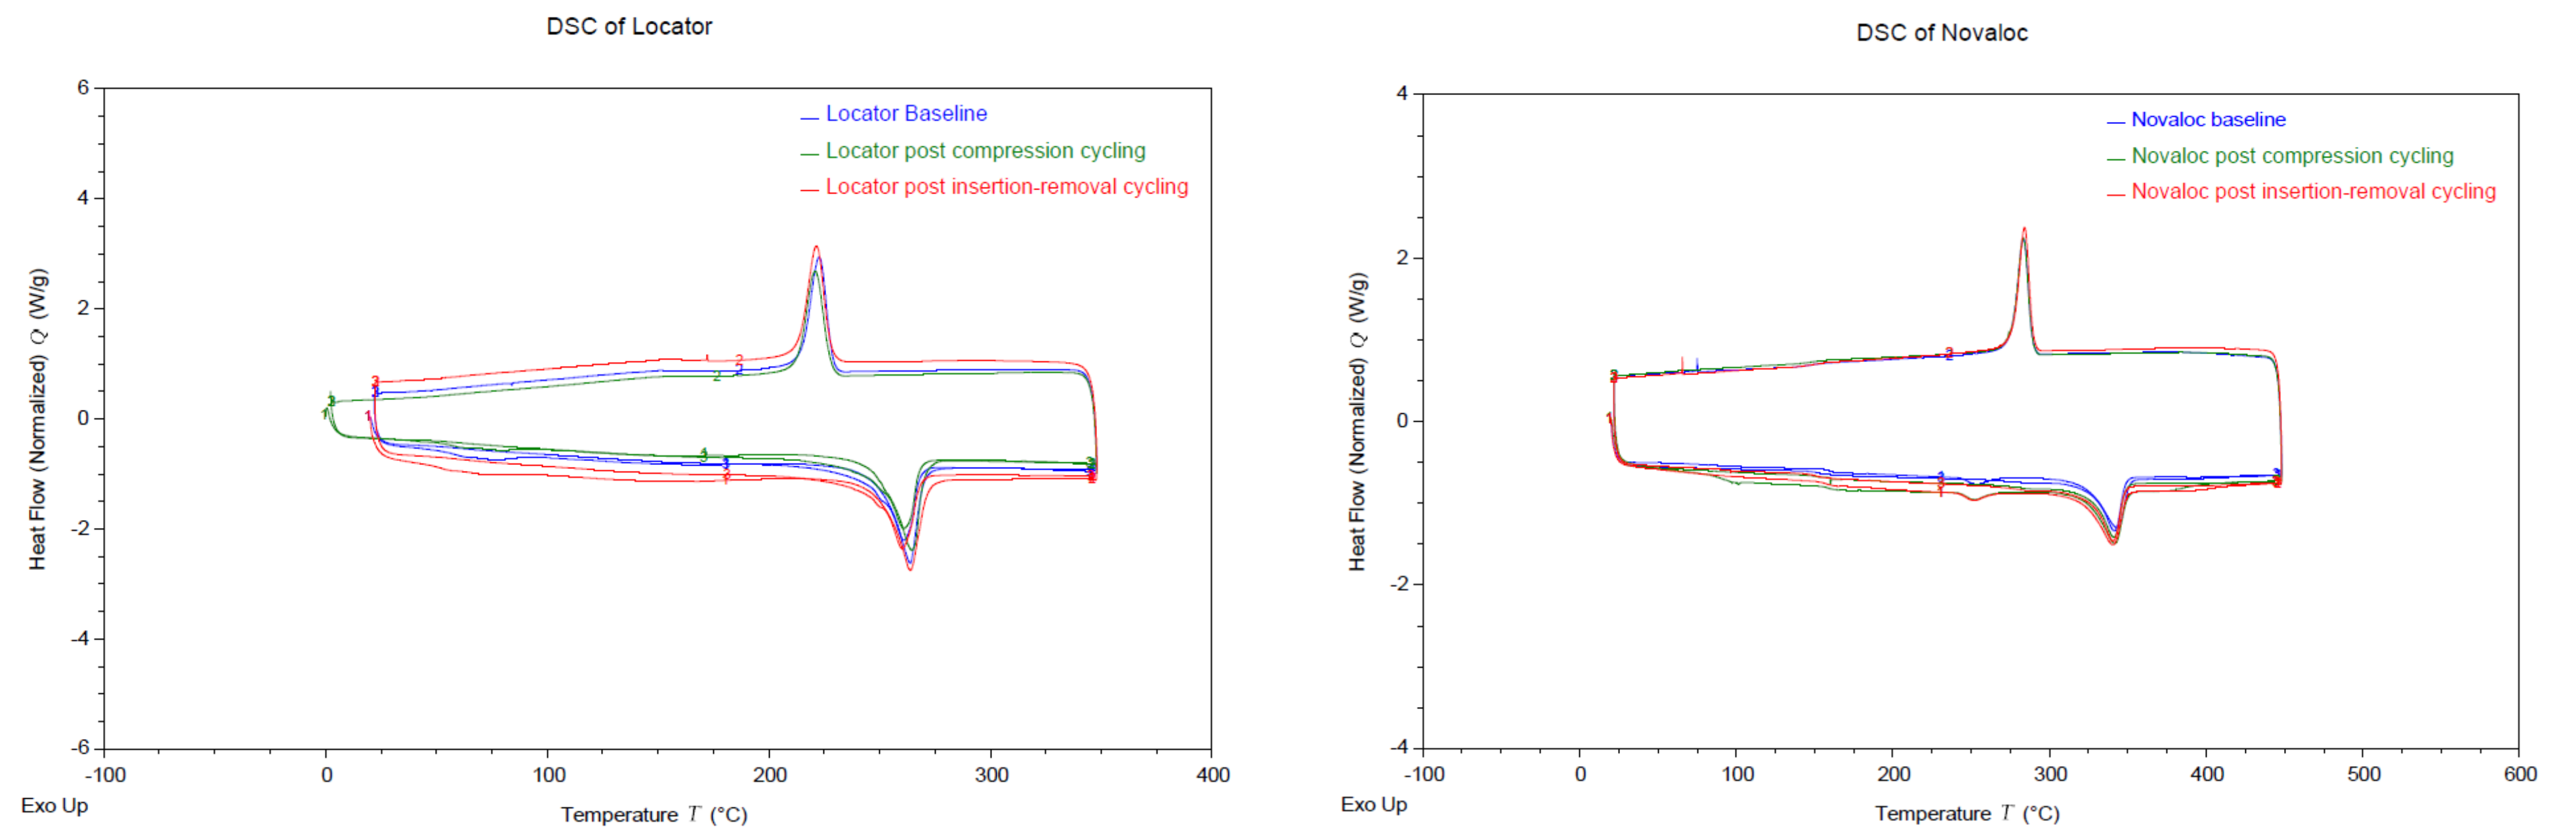 DSC of Locator
6
4
2
0
-2
-4
-6
Heat Flow (Normalized) Q (W/g)
Locator Baseline
Locator post compression cycling
Locator post insertion-removal cycling
-100 0 100 200 300 400
Exo Up
Temperature T (°C)
DSC of Novaloc
4
2
0
-2
-4
Heat Flow (Normalized) Q (W/g)
Novaloc baseline
Novaloc post compression cycling
Novaloc post insertion-removal cycling
-100 0 100 200 300 400 500 600
Exo Up
Temperature T (°C)